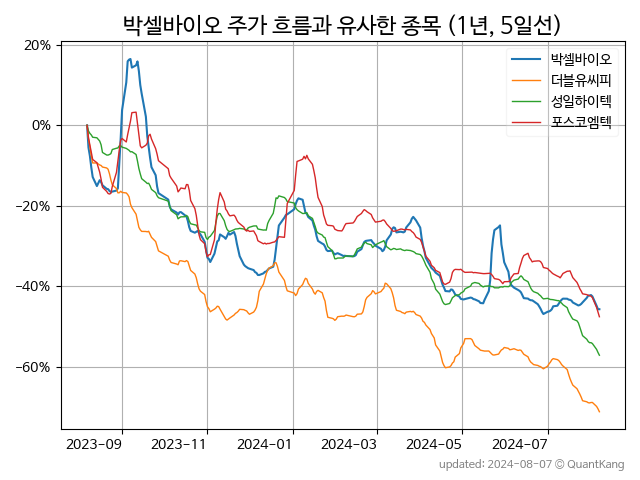 박셀바이오 주가 흐름과 유사한 종목 (1년, 5일선)
박셀바이오
더블유씨피
성일하이텍
포스코엠텍
20%
0%
−20%
−40%
−60%
2023-09 2023-11 2024-01 2024-03 2024-05 2024-07
updated: 2024-08-07 © QuantKang